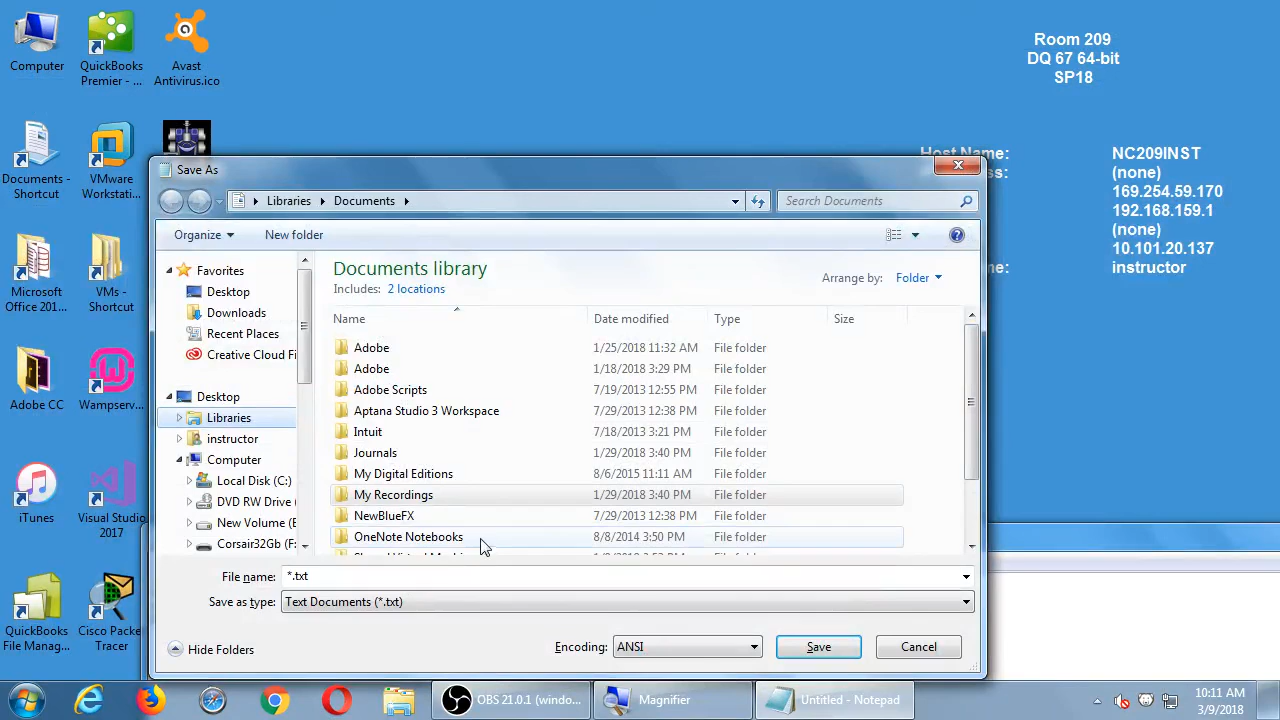 Computer
QuickBooks
Premier - ...
Avast
Antivirus.ico
Room 209
DQ 67 64-bit
SP18
Documents -
Shortcut
VMware
Workstati...
Host Name:
NC209INST
ss:
(none)
169.254.59.170
192.168.159.1
(none)
10.101.20.137
me:
instructor
Microsoft
Office 201...
VMs -
Shortcut
Adobe CC
Wampserv...
iTunes
Visual Studio
2017
QuickBooks
File Manag...
Cisco Packet
Tracer
Save As
Libraries
Documents
Search Documents
Organize
New folder
Favorites
Desktop
Downloads
Recent Places
Creative Cloud Fi
Desktop
Libraries
instructor
Computer
Local Disk (C:)
DVD RW Drive (
New Volume (E
Corsair32Gb (F:
Documents library
Includes: 2 locations
Arrange by: Folder
Name Date modified Type Size
Adobe 1/25/2018 11:32 AM File folder
Adobe 1/18/2018 3:29 PM File folder
Adobe Scripts 7/19/2013 12:55 PM File folder
Aptana Studio 3 Workspace 7/29/2013 12:38 PM File folder
Intuit 7/18/2013 3:21 PM File folder
Journals 1/29/2018 3:40 PM File folder
My Digital Editions 8/6/2015 11:11 AM File folder
My Recordings 1/29/2018 3:40 PM File folder
NewBlueFX 7/29/2013 12:38 PM File folder
OneNote Notebooks 8/8/2014 3:50 PM File folder
File name: *.txt
Save as type: Text Documents (*.txt)
Hide Folders
Encoding: ANSI
Save
Cancel
OBS 21.0.1 (windo...
Magnifier
Untitled - Notepad
10:11 AM
3/9/2018